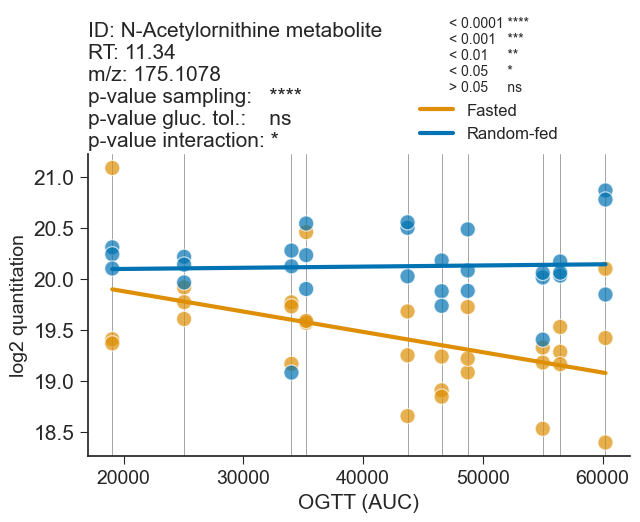 ID: N-Acetylornithine metabolite
RT: 11.34
m/z: 175.1078
p-value sampling: ****
p-value gluc. tol.: ns
p-value interaction: *
< 0.0001 ****
< 0.001 ***
< 0.01 **
< 0.05 *
> 0.05 ns
Fasted
Random-fed
log2 quantitation
21.0
20.5
20.0
19.5
19.0
18.5
20000 30000 40000 50000 60000
OGTT (AUC)